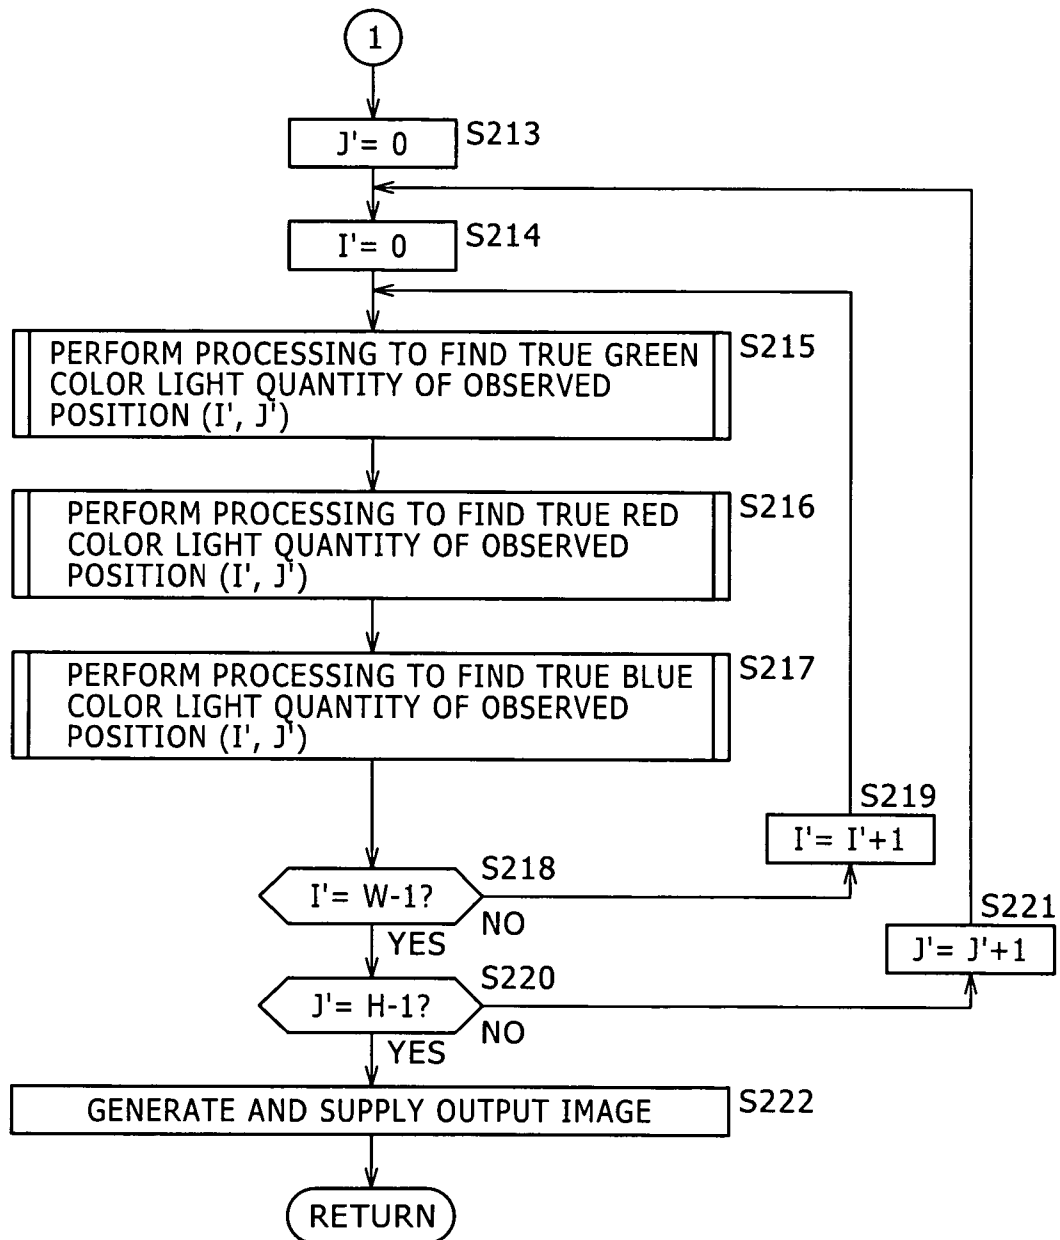 1
J'= 0
S213
I'= 0
S214
PERFORM PROCESSING TO FIND TRUE GREEN
COLOR LIGHT QUANTITY OF OBSERVED
POSITION (I', J')
S215
PERFORM PROCESSING TO FIND TRUE RED
COLOR LIGHT QUANTITY OF OBSERVED
POSITION (I', J')
S216
PERFORM PROCESSING TO FIND TRUE BLUE
COLOR LIGHT QUANTITY OF OBSERVED
POSITION (I', J')
S217
S219
I'= I'+1
S218
I'= W-1?
NO
YES
S221
J'= J'+1
S220
J'= H-1?
NO
YES
GENERATE AND SUPPLY OUTPUT IMAGE
S222
RETURN